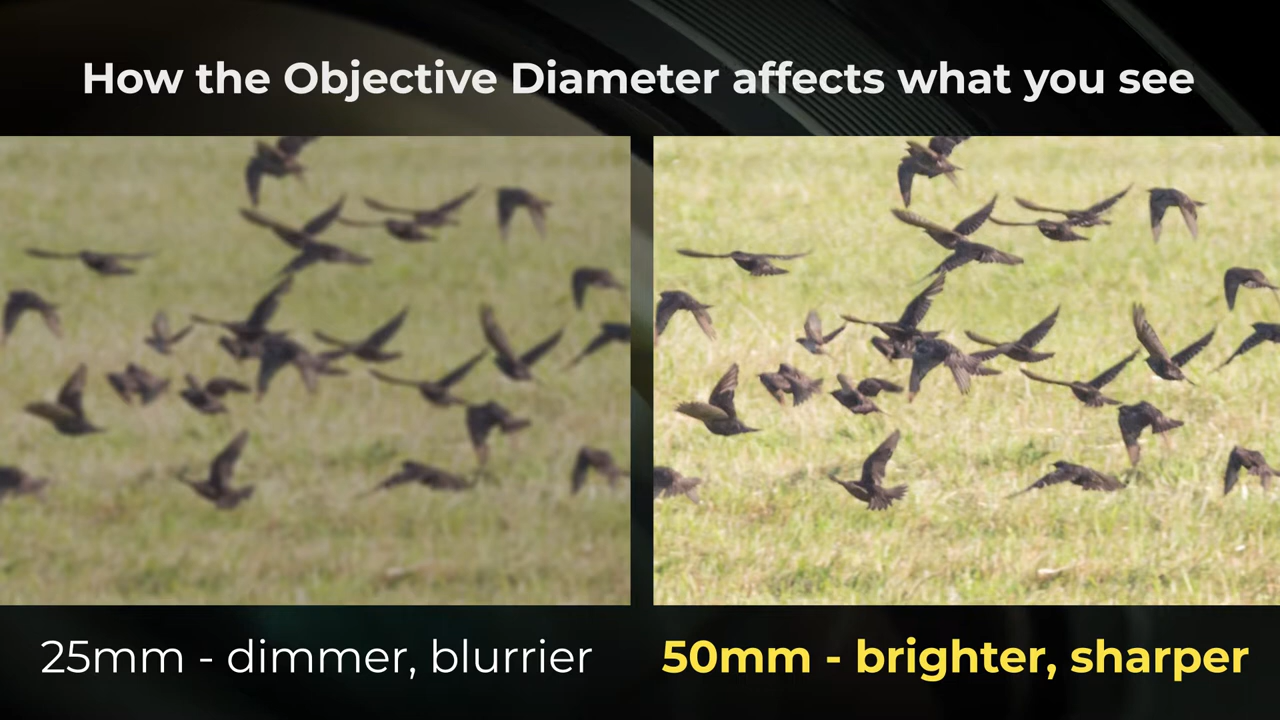 How the Objective Diameter affects what you see
25mm - dimmer, blurrier
50mm - brighter, sharper